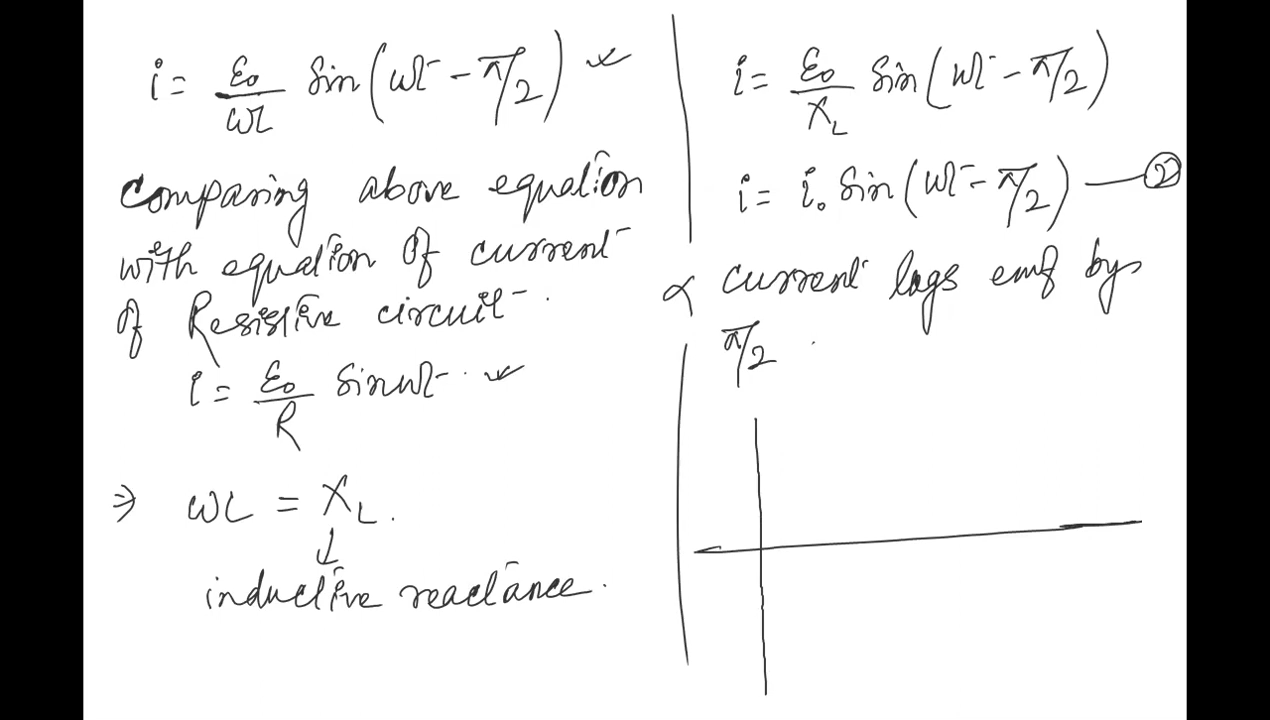 i = ε₀/ωL sin(ωt - π/2)
comparing above equation
with equation of current
of Resistive circuit.
i = ε₀/R sinωt.
⇒ ωL = X_L.
↓
inductive reactance.
i = ε₀/X_L sin(ωt - π/2)
i = i₀ sin(ωt - π/2) — ②
∝ current lags emf by
π/2.